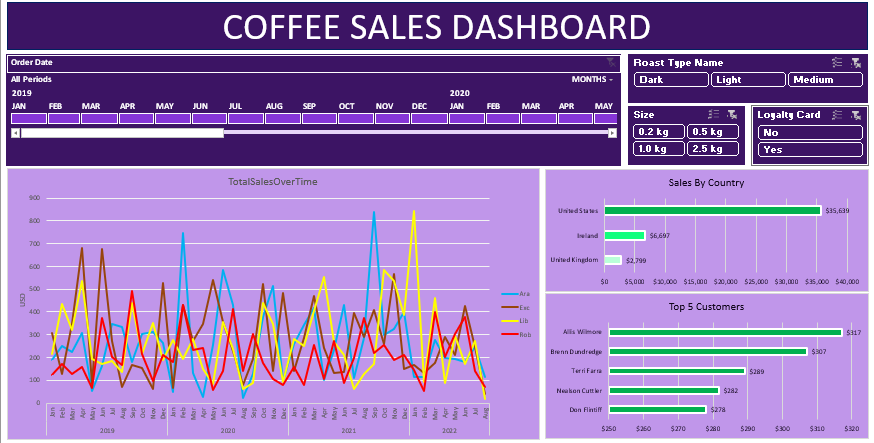 COFFEE SALES DASHBOARD
Order Date
All Periods MONTHS
2019 2020
JAN FEB MAR APR MAY JUN JUL AUG SEP OCT NOV DEC JAN FEB MAR APR MAY
Roast Type Name
Dark Light Medium
Size
0.2 kg 0.5 kg
1.0 kg 2.5 kg
Loyalty Card
No
Yes
TotalSalesOverTime
900
800
700
600
500
400
300
200
100
0
USD
Jan Feb Mar Apr May Jun Jul Aug Sep Oct Nov Dec Jan Feb Mar Apr May Jun Jul Aug Sep Oct Nov Dec Jan Feb Mar Apr May Jun Jul Aug Sep Oct Nov Dec Jan Feb Mar Apr May Jun Jul Aug
2019 2020 2021 2022
Ara
Exc
Lib
Rob
Sales By Country
United States $35,639
Ireland $6,697
United Kingdom $2,799
$0 $5,000 $10,000 $15,000 $20,000 $25,000 $30,000 $35,000 $40,000
Top 5 Customers
Allis Wilmore $317
Brenn Dundredge $307
Terri Farra $289
Nealson Cuttler $282
Don Flintiff $278
$250 $260 $270 $280 $290 $300 $310 $320